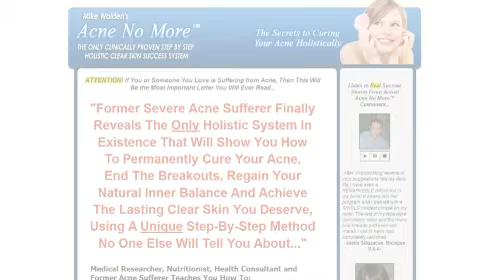 Mike Walden's
Acne No More™
THE ONLY CLINICALLY PROVEN STEP BY STEP
HOLISTIC CLEAR SKIN SUCCESS SYSTEM
The Secrets to Curing
Your Acne Holistically
ATTENTION! If You or Someone You Love is Suffering from Acne, Then This Will
Be the Most Important Letter You Will Ever Read...
"Former Severe Acne Sufferer Finally
Reveals The Only Holistic System In
Existence That Will Show You How
To Permanently Cure Your Acne,
End The Breakouts, Regain Your
Natural Inner Balance And Achieve
The Lasting Clear Skin You Deserve,
Using A Unique Step-By-Step Method
No One Else Will Tell You About..."
Medical Researcher, Nutritionist, Health Consultant and
Former Acne Sufferer Teaches You How To:
Listen to Real Success
Stories From Actual
Acne No More™
Customers...